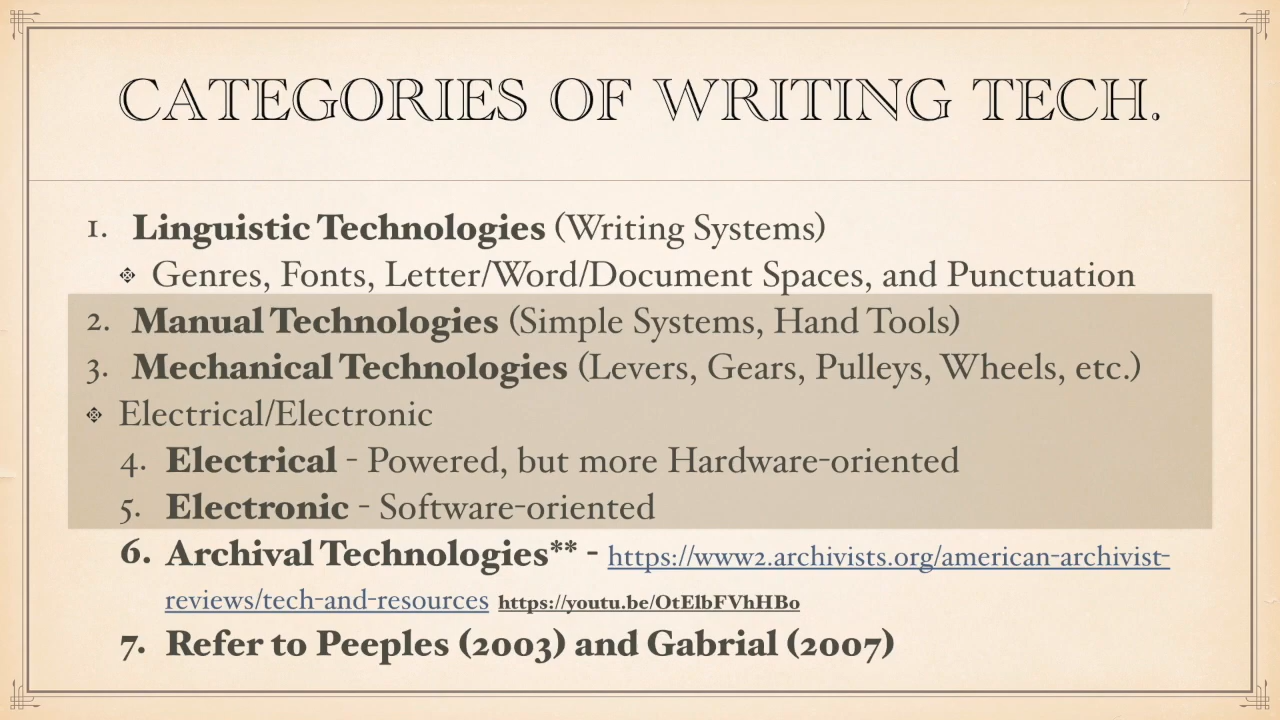 CATEGORIES OF WRITING TECH.
1. Linguistic Technologies (Writing Systems)
Genres, Fonts, Letter/Word/Document Spaces, and Punctuation
2. Manual Technologies (Simple Systems, Hand Tools)
3. Mechanical Technologies (Levers, Gears, Pulleys, Wheels, etc.)
Electrical/Electronic
4. Electrical - Powered, but more Hardware-oriented
5. Electronic - Software-oriented
6. Archival Technologies** - https://www2.archivists.org/american-archivist-
reviews/tech-and-resources https://youtu.be/OtElbFVhHBo
7. Refer to Peeples (2003) and Gabrial (2007)